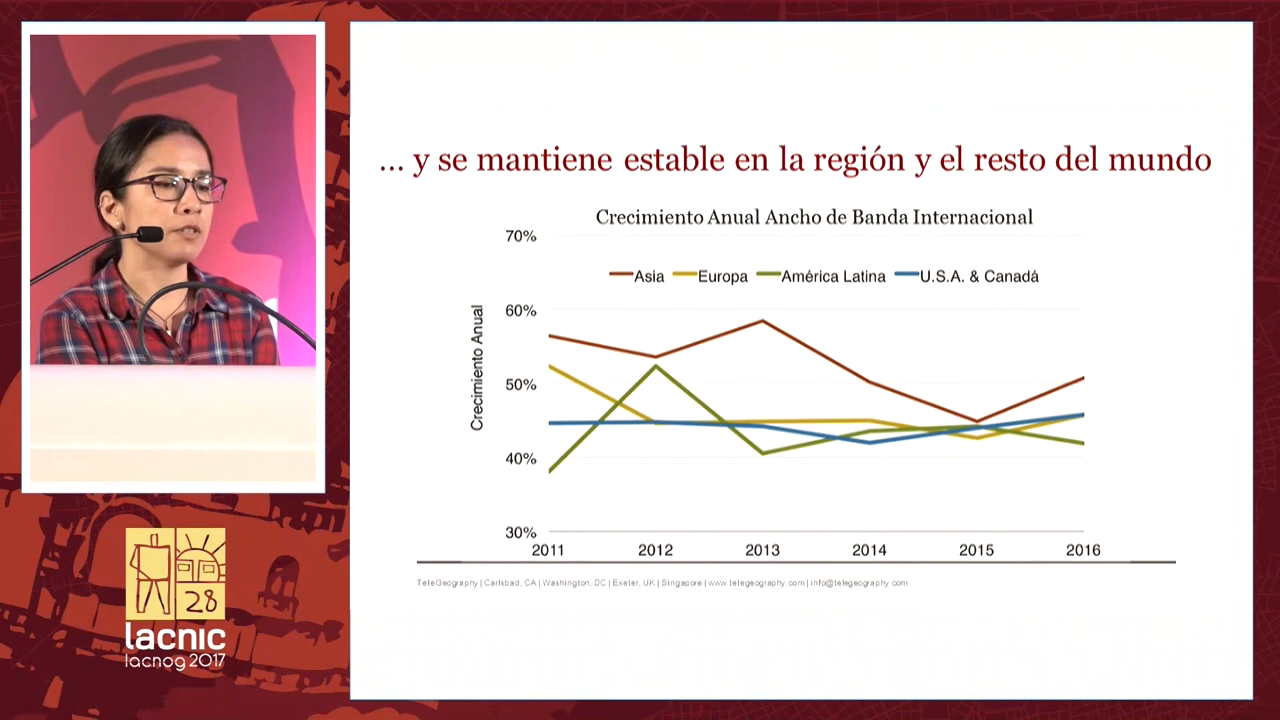 ... y se mantiene estable en la región y el resto del mundo
Crecimiento Anual Ancho de Banda Internacional
70%
Asia Europa América Latina U.S.A. & Canadá
60%
50%
40%
30%
Crecimiento Anual
2011 2012 2013 2014 2015 2016
TeleGeography | Carlsbad, CA | Washington, DC | Exeter, UK | Singapore | www.telegeography.com | info@telegeography.com
28
lacnic
lacnog 2017